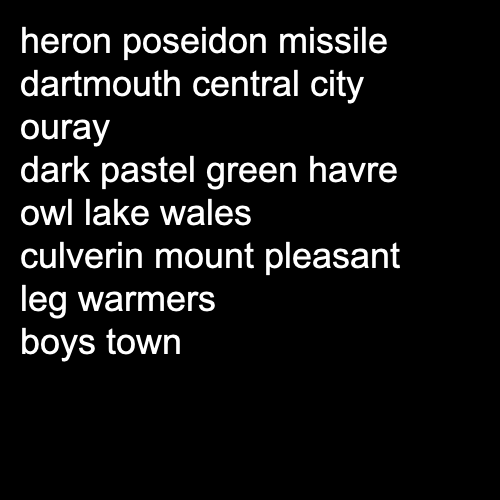 heron poseidon missile
dartmouth central city
ouray
dark pastel green havre
owl lake wales
culverin mount pleasant
leg warmers
boys town